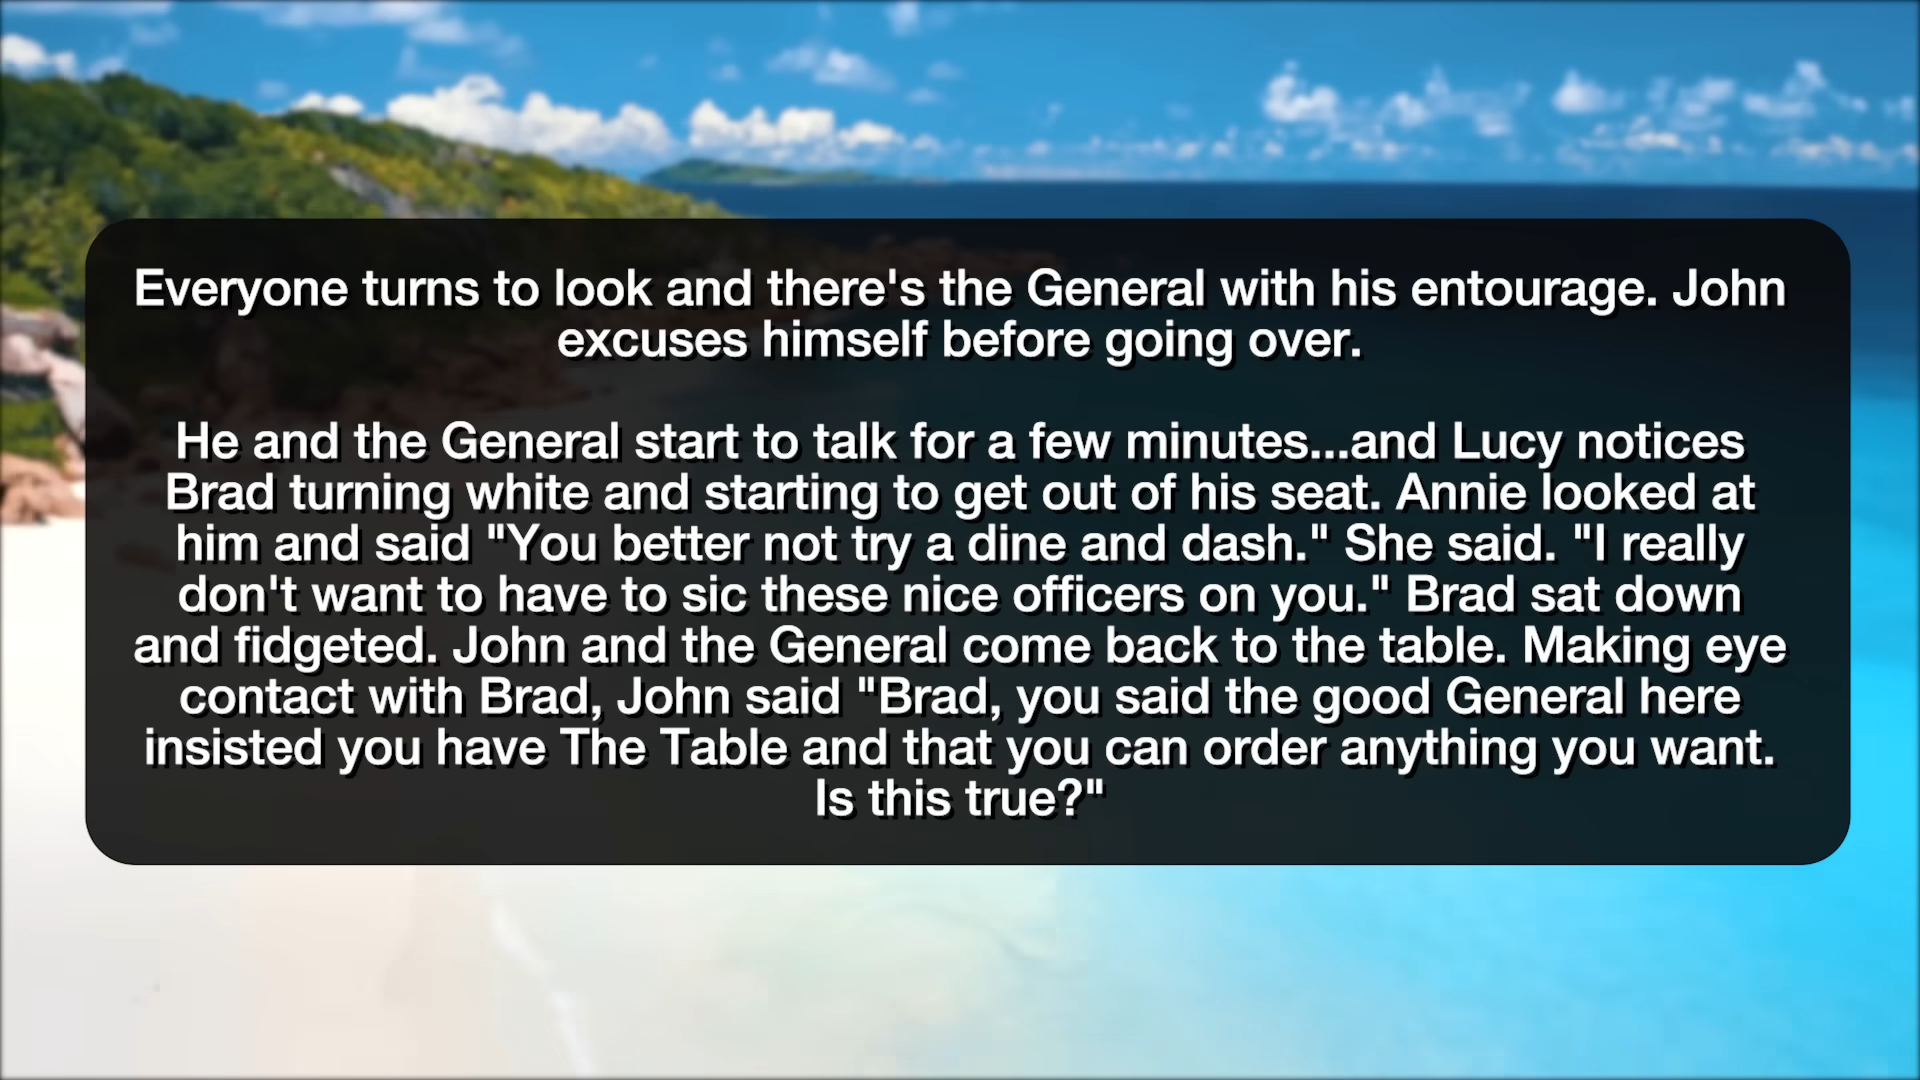 Everyone turns to look and there's the General with his entourage. John
excuses himself before going over.
He and the General start to talk for a few minutes...and Lucy notices
Brad turning white and starting to get out of his seat. Annie looked at
him and said "You better not try a dine and dash." She said. "I really
don't want to have to sic these nice officers on you." Brad sat down
and fidgeted. John and the General come back to the table. Making eye
contact with Brad, John said "Brad, you said the good General here
insisted you have The Table and that you can order anything you want.
Is this true?"